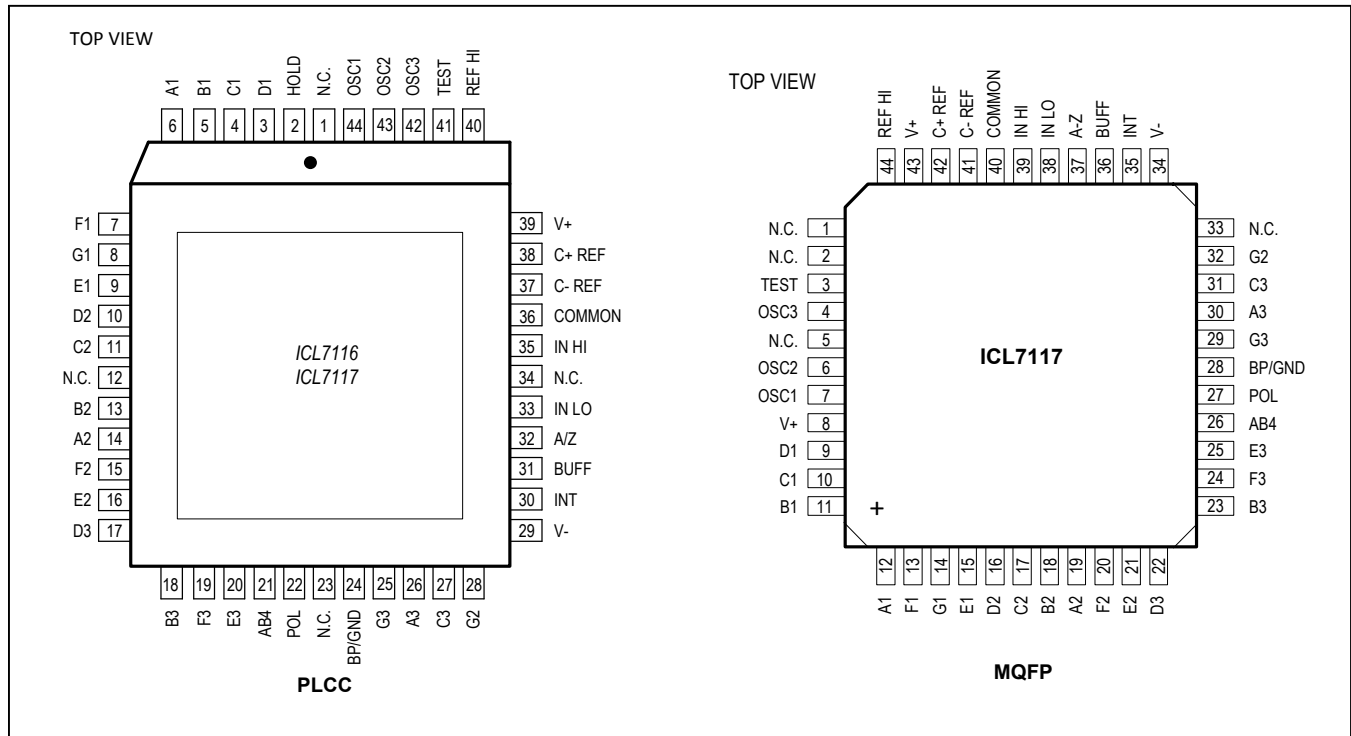 TOP VIEW
A1 B1 C1 D1 HOLD N.C. OSC1 OSC2 OSC3 TEST REF HI
6 5 4 3 2 1 44 43 42 41 40
F1 7
G1 8
E1 9
D2 10
C2 11
N.C. 12
B2 13
A2 14
F2 15
E2 16
D3 17
ICL7116
ICL7117
39 V+
38 C+ REF
37 C- REF
36 COMMON
35 IN HI
34 N.C.
33 IN LO
32 A/Z
31 BUFF
30 INT
29 V-
18 19 20 21 22 23 24 25 26 27 28
B3 F3 E3 AB4 POL N.C. BP/GND G3 A3 C3 G2
PLCC
TOP VIEW
REF HI V+ C+ REF C- REF COMMON IN HI IN LO A-Z BUFF INT V-
44 43 42 41 40 39 38 37 36 35 34
N.C. 1
N.C. 2
TEST 3
OSC3 4
N.C. 5
OSC2 6
OSC1 7
V+ 8
D1 9
C1 10
B1 11
ICL7117
+
33 N.C.
32 G2
31 C3
30 A3
29 G3
28 BP/GND
27 POL
26 AB4
25 E3
24 F3
23 B3
12 13 14 15 16 17 18 19 20 21 22
A1 F1 G1 E1 D2 C2 B2 A2 F2 E2 D3
MQFP